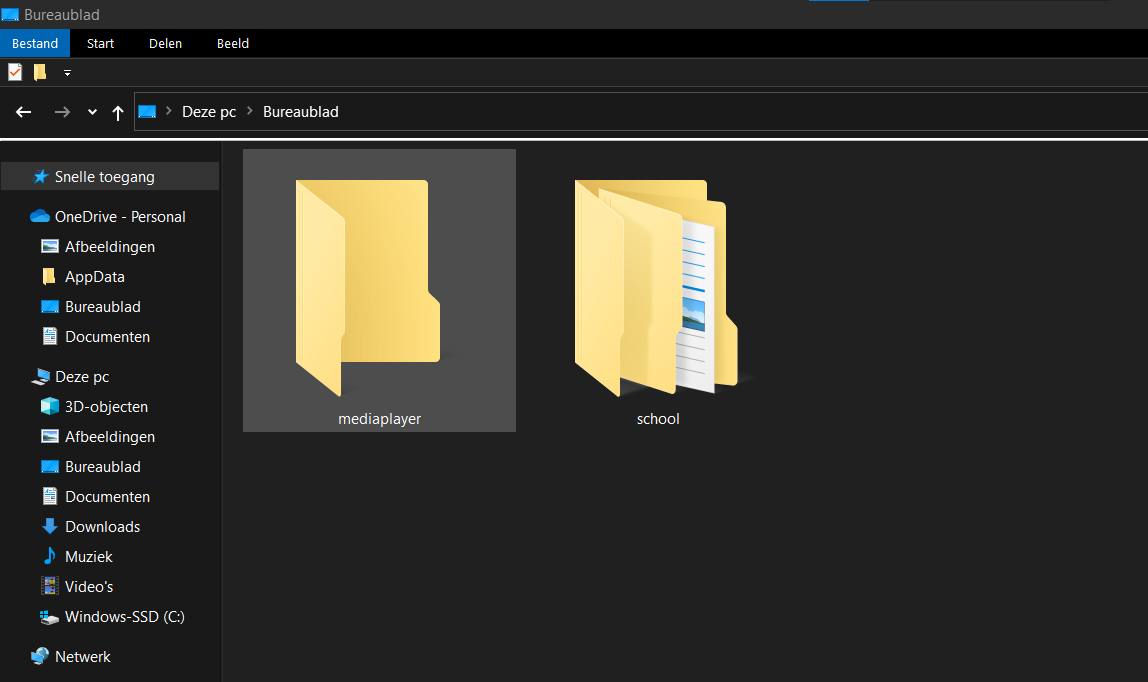 Bureaublad
Bestand Start Delen Beeld
Deze pc Bureaublad
Snelle toegang
OneDrive - Personal
Afbeeldingen
AppData
Bureaublad
Documenten
Deze pc
3D-objecten
Afbeeldingen
Bureaublad
Documenten
Downloads
Muziek
Video's
Windows-SSD (C:)
Netwerk
mediaplayer
school